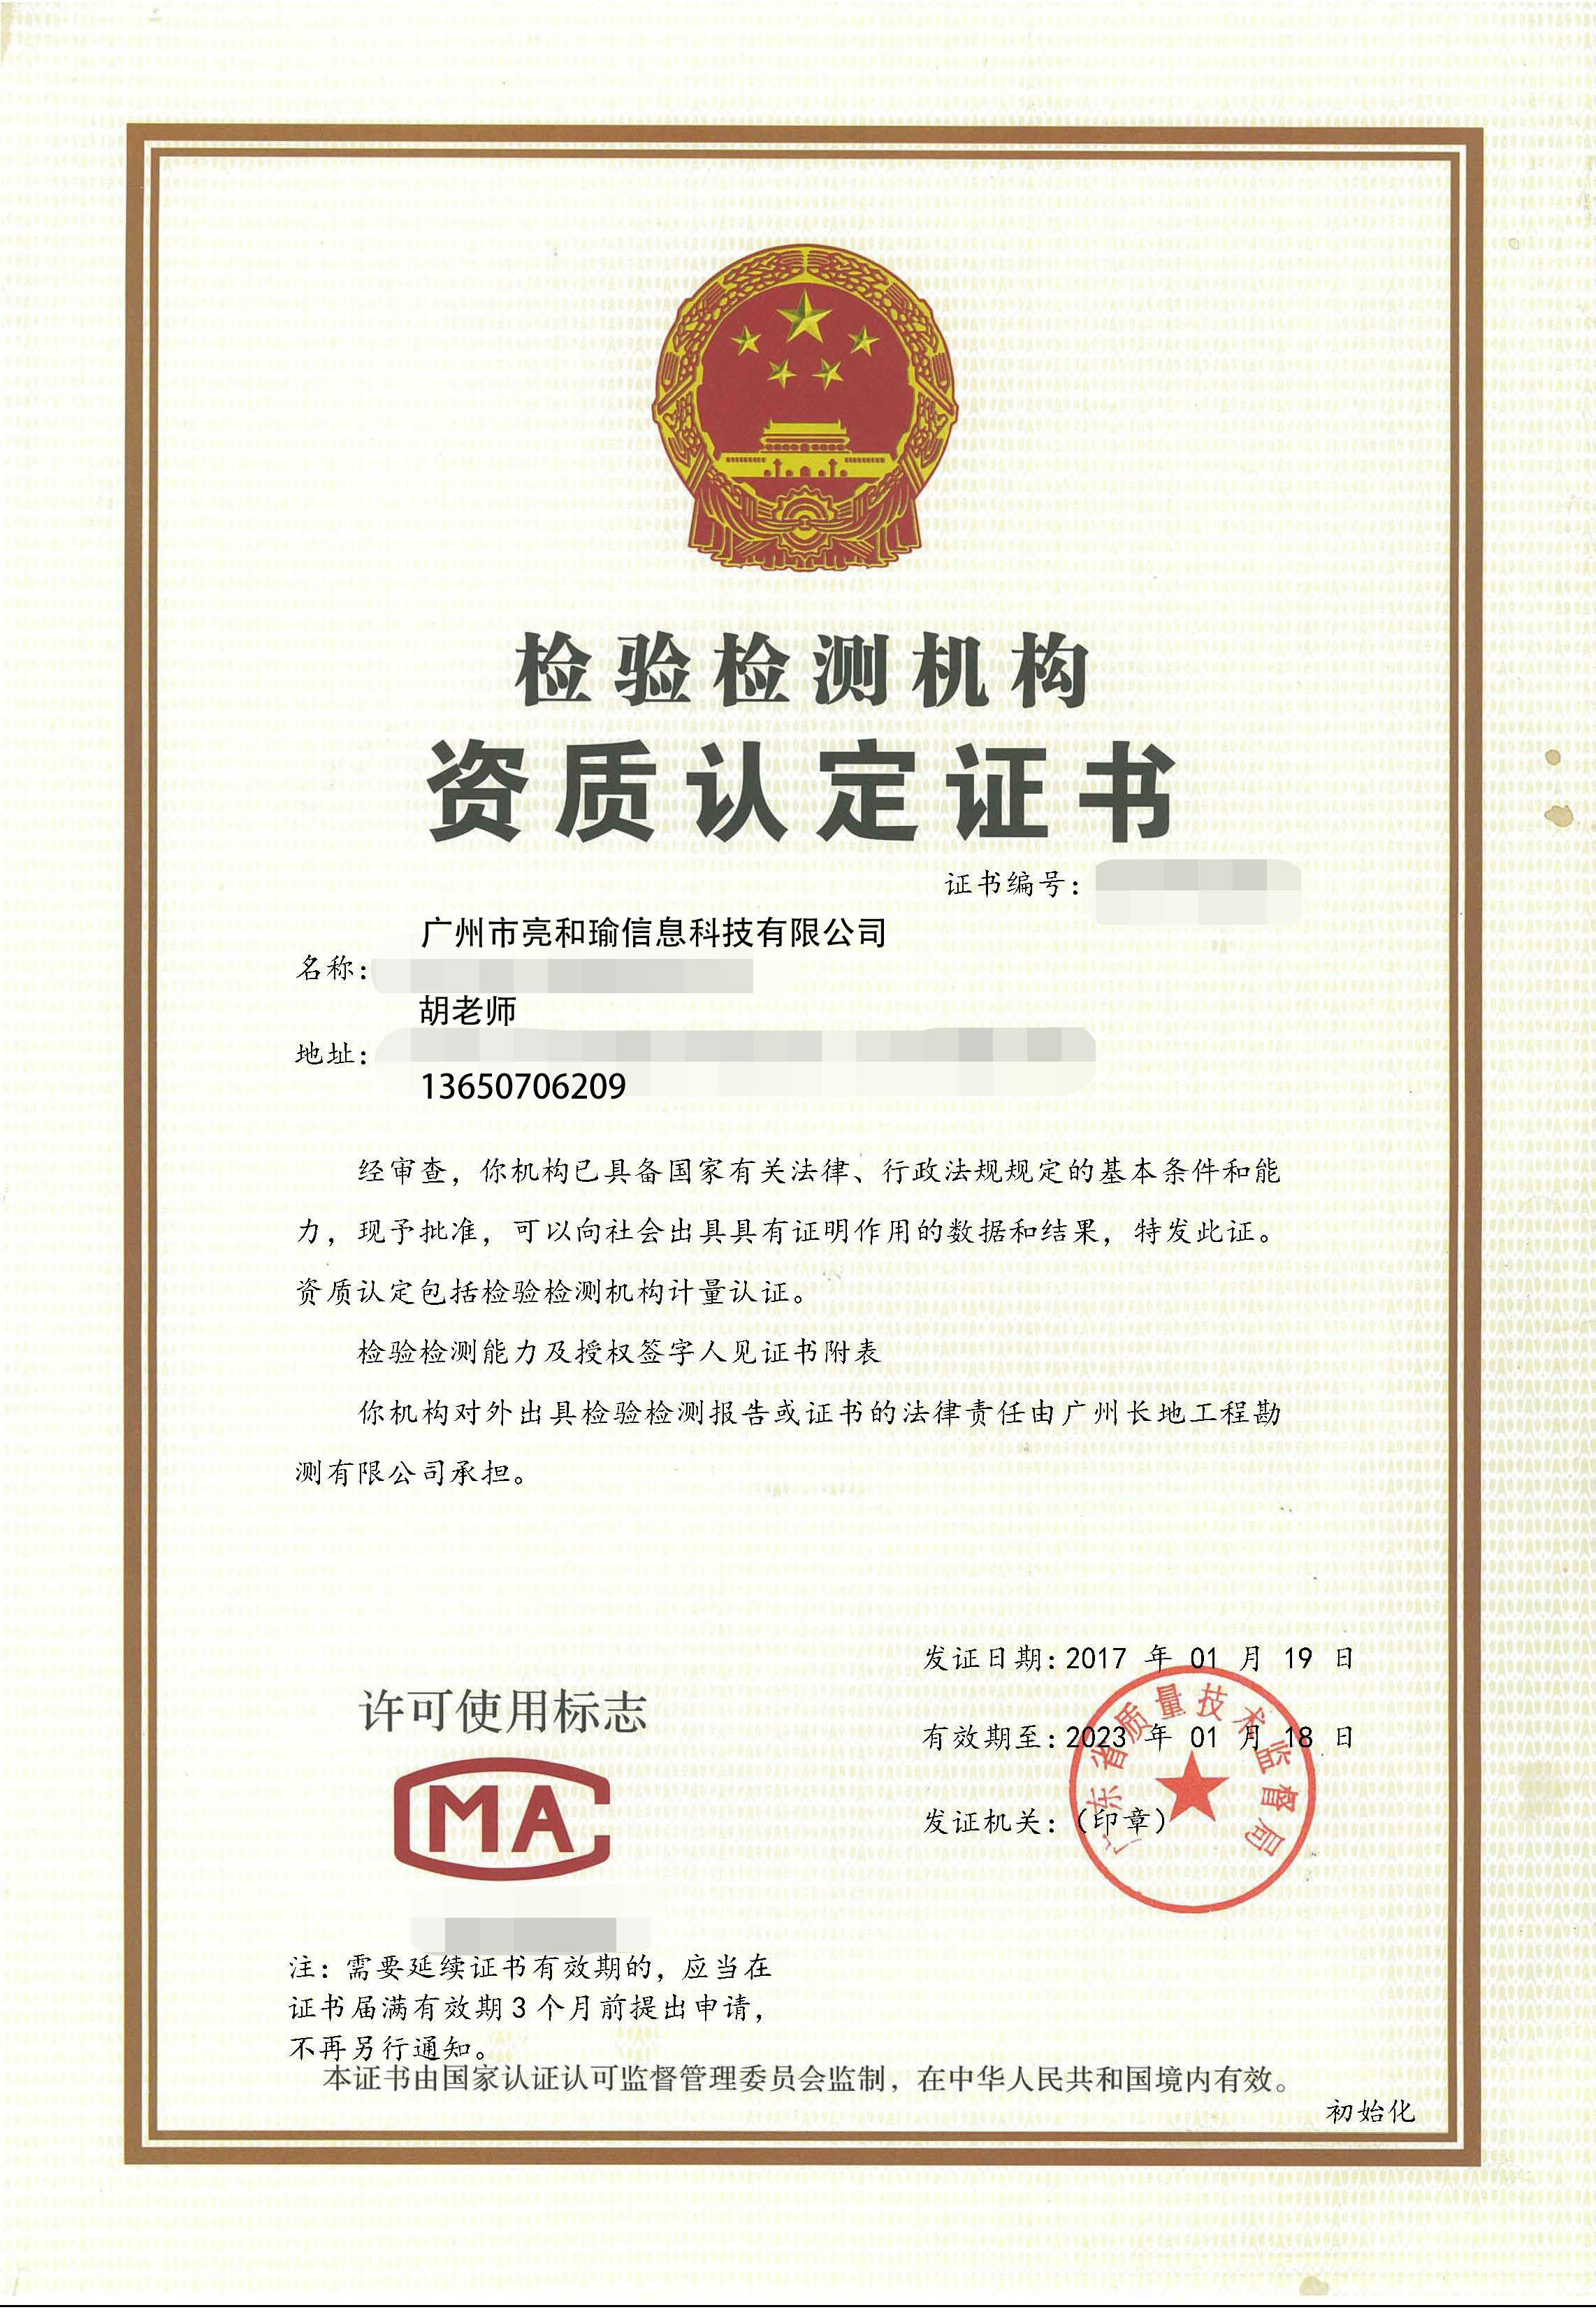 检验检测机构
资质认定证书
证书编号：
广州市亮和瑜信息科技有限公司
名称：
胡老师
地址：
13650706209
经审查，你机构已具备国家有关法律、行政法规规定的基本条件和能
力，现予批准，可以向社会出具具有证明作用的数据和结果，特发此证。
资质认定包括检验检测机构计量认证。
检验检测能力及授权签字人见证书附表
你机构对外出具检验检测报告或证书的法律责任由广州长地工程勘
测有限公司承担。
发证日期：2017 年 01 月 19 日
有效期至：2023 年 01 月 18 日
发证机关：（印章）
广东省质量技术监督局
许可使用标志
MA
注：需要延续证书有效期的，应当在
证书届满有效期3个月前提出申请，
不再另行通知。
本证书由国家认证认可监督管理委员会监制，在中华人民共和国境内有效。
初始化